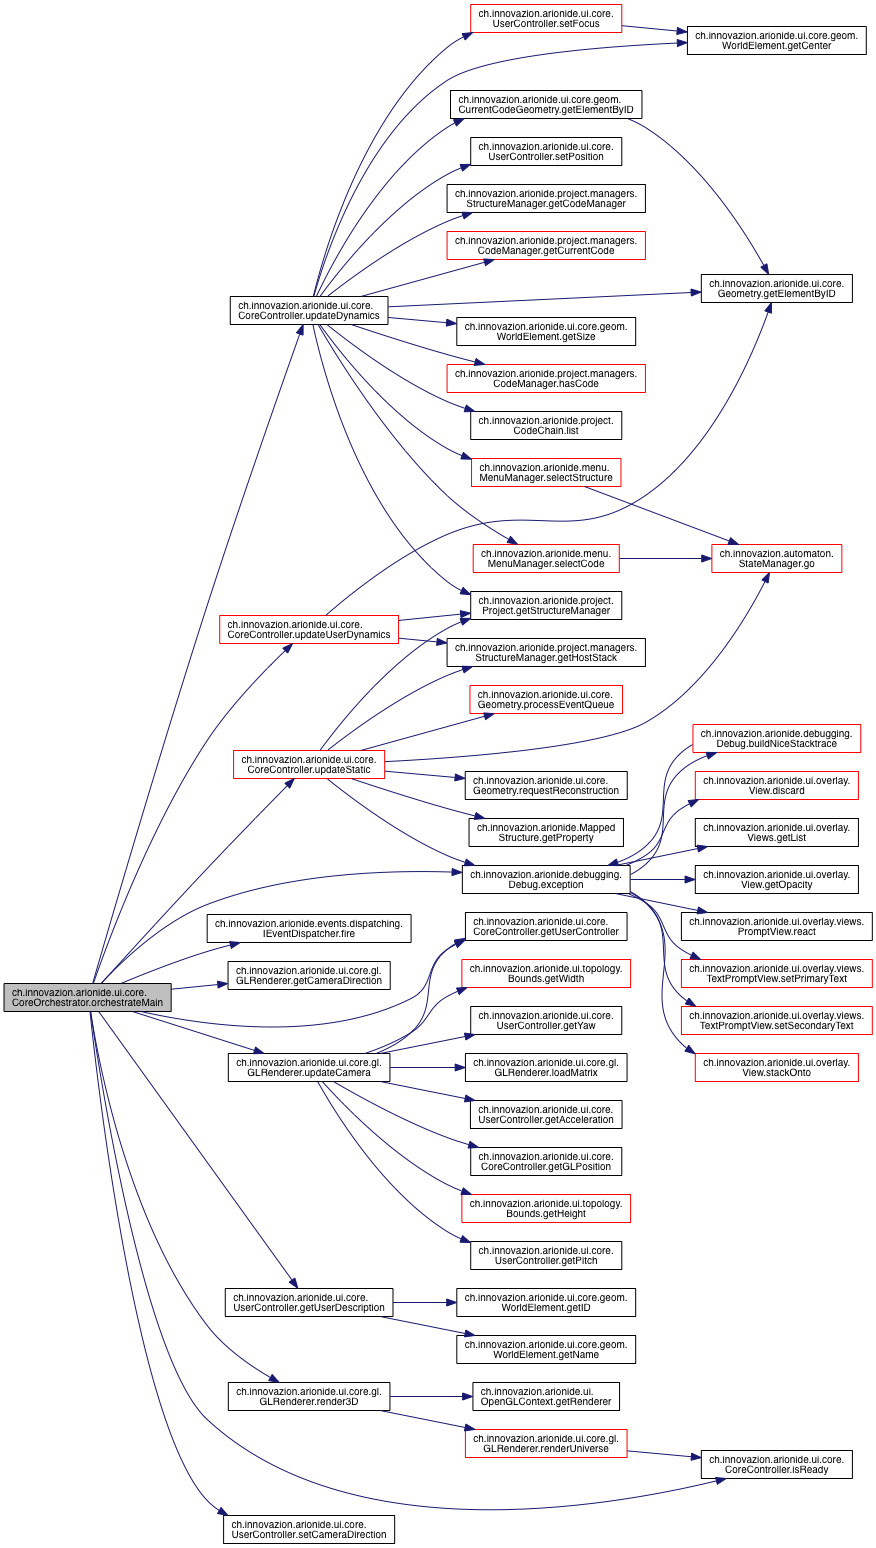 ch.innovazion.arionide.ui.core.
UserController.setFocus
ch.innovazion.arionide.ui.core.geom.
WorldElement.getCenter
ch.innovazion.arionide.ui.core.geom.
CurrentCodeGeometry.getElementByID
ch.innovazion.arionide.ui.core.
UserController.setPosition
ch.innovazion.arionide.project.managers.
StructureManager.getCodeManager
ch.innovazion.arionide.project.managers.
CodeManager.getCurrentCode
ch.innovazion.arionide.ui.core.
Geometry.getElementByID
ch.innovazion.arionide.ui.core.
CoreController.updateDynamics
ch.innovazion.arionide.ui.core.geom.
WorldElement.getSize
ch.innovazion.arionide.project.managers.
CodeManager.hasCode
ch.innovazion.arionide.project.
CodeChain.list
ch.innovazion.arionide.menu.
MenuManager.selectStructure
ch.innovazion.arionide.menu.
MenuManager.selectCode
ch.innovazion.automaton.
StateManager.go
ch.innovazion.arionide.project.
Project.getStructureManager
ch.innovazion.arionide.ui.core.
CoreController.updateUserDynamics
ch.innovazion.arionide.project.managers.
StructureManager.getHostStack
ch.innovazion.arionide.ui.core.
Geometry.processEventQueue
ch.innovazion.arionide.debugging.
Debug.buildNiceStacktrace
ch.innovazion.arionide.ui.core.
CoreController.updateStatic
ch.innovazion.arionide.ui.core.
Geometry.requestReconstruction
ch.innovazion.arionide.ui.overlay.
View.discard
ch.innovazion.arionide.Mapped
Structure.getProperty
ch.innovazion.arionide.ui.overlay.
Views.getList
ch.innovazion.arionide.debugging.
Debug.exception
ch.innovazion.arionide.ui.overlay.
View.getOpacity
ch.innovazion.arionide.events.dispatching.
IEventDispatcher.fire
ch.innovazion.arionide.ui.core.
CoreController.getUserController
ch.innovazion.arionide.ui.overlay.views.
PromptView.react
ch.innovazion.arionide.ui.core.gl.
GLRenderer.getCameraDirection
ch.innovazion.arionide.ui.topology.
Bounds.getWidth
ch.innovazion.arionide.ui.overlay.views.
TextPromptView.setPrimaryText
ch.innovazion.arionide.ui.core.
CoreOrchestrator.orchestrateMain
ch.innovazion.arionide.ui.core.
UserController.getYaw
ch.innovazion.arionide.ui.overlay.views.
TextPromptView.setSecondaryText
ch.innovazion.arionide.ui.core.gl.
GLRenderer.updateCamera
ch.innovazion.arionide.ui.core.gl.
GLRenderer.loadMatrix
ch.innovazion.arionide.ui.overlay.
View.stackOnto
ch.innovazion.arionide.ui.core.
UserController.getAcceleration
ch.innovazion.arionide.ui.core.
CoreController.getGLPosition
ch.innovazion.arionide.ui.topology.
Bounds.getHeight
ch.innovazion.arionide.ui.core.
UserController.getPitch
ch.innovazion.arionide.ui.core.
UserController.getUserDescription
ch.innovazion.arionide.ui.core.geom.
WorldElement.getID
ch.innovazion.arionide.ui.core.geom.
WorldElement.getName
ch.innovazion.arionide.ui.core.gl.
GLRenderer.render3D
ch.innovazion.arionide.ui.
OpenGLContext.getRenderer
ch.innovazion.arionide.ui.core.gl.
GLRenderer.renderUniverse
ch.innovazion.arionide.ui.core.
CoreController.isReady
ch.innovazion.arionide.ui.core.
UserController.setCameraDirection